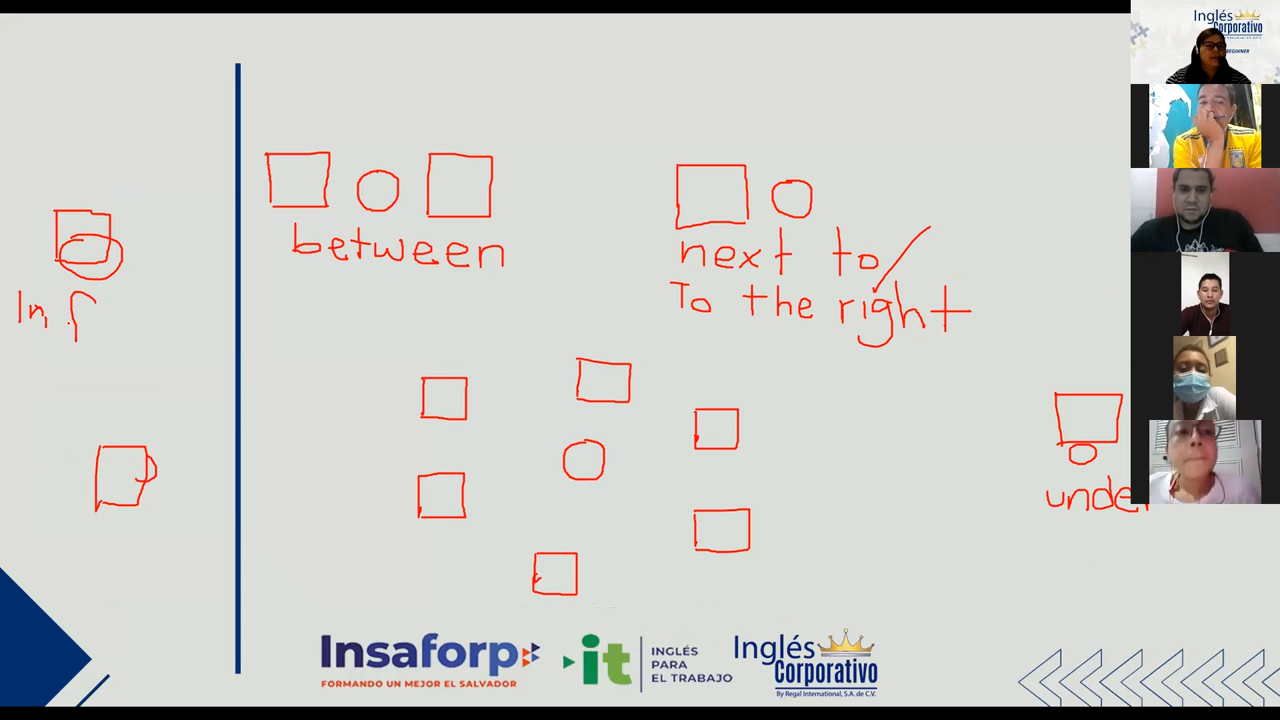 Inglés
Corporativo
BEGINNER
between
next to/
To the right
In f
under
Insaforp
FORMANDO UN MEJOR EL SALVADOR
it
INGLÉS
PARA
EL TRABAJO
Inglés
Corporativo
By Regal International, S.A. de C.V.